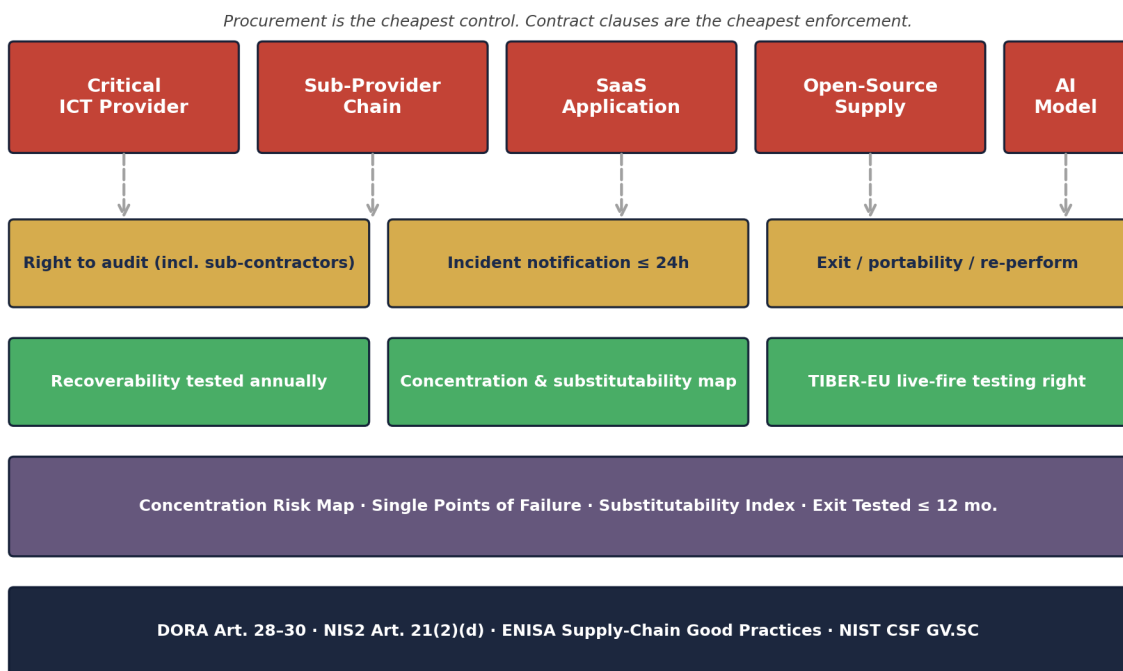 Procurement is the cheapest control. Contract clauses are the cheapest enforcement.
Critical
ICT Provider
Sub-Provider
Chain
SaaS
Application
Open-Source
Supply
AI
Model
Right to audit (incl. sub-contractors)
Incident notification ≤ 24h
Exit / portability / re-perform
Recoverability tested annually
Concentration & substitutability map
TIBER-EU live-fire testing right
Concentration Risk Map · Single Points of Failure · Substitutability Index · Exit Tested ≤ 12 mo.
DORA Art. 28–30 · NIS2 Art. 21(2)(d) · ENISA Supply-Chain Good Practices · NIST CSF GV.SC